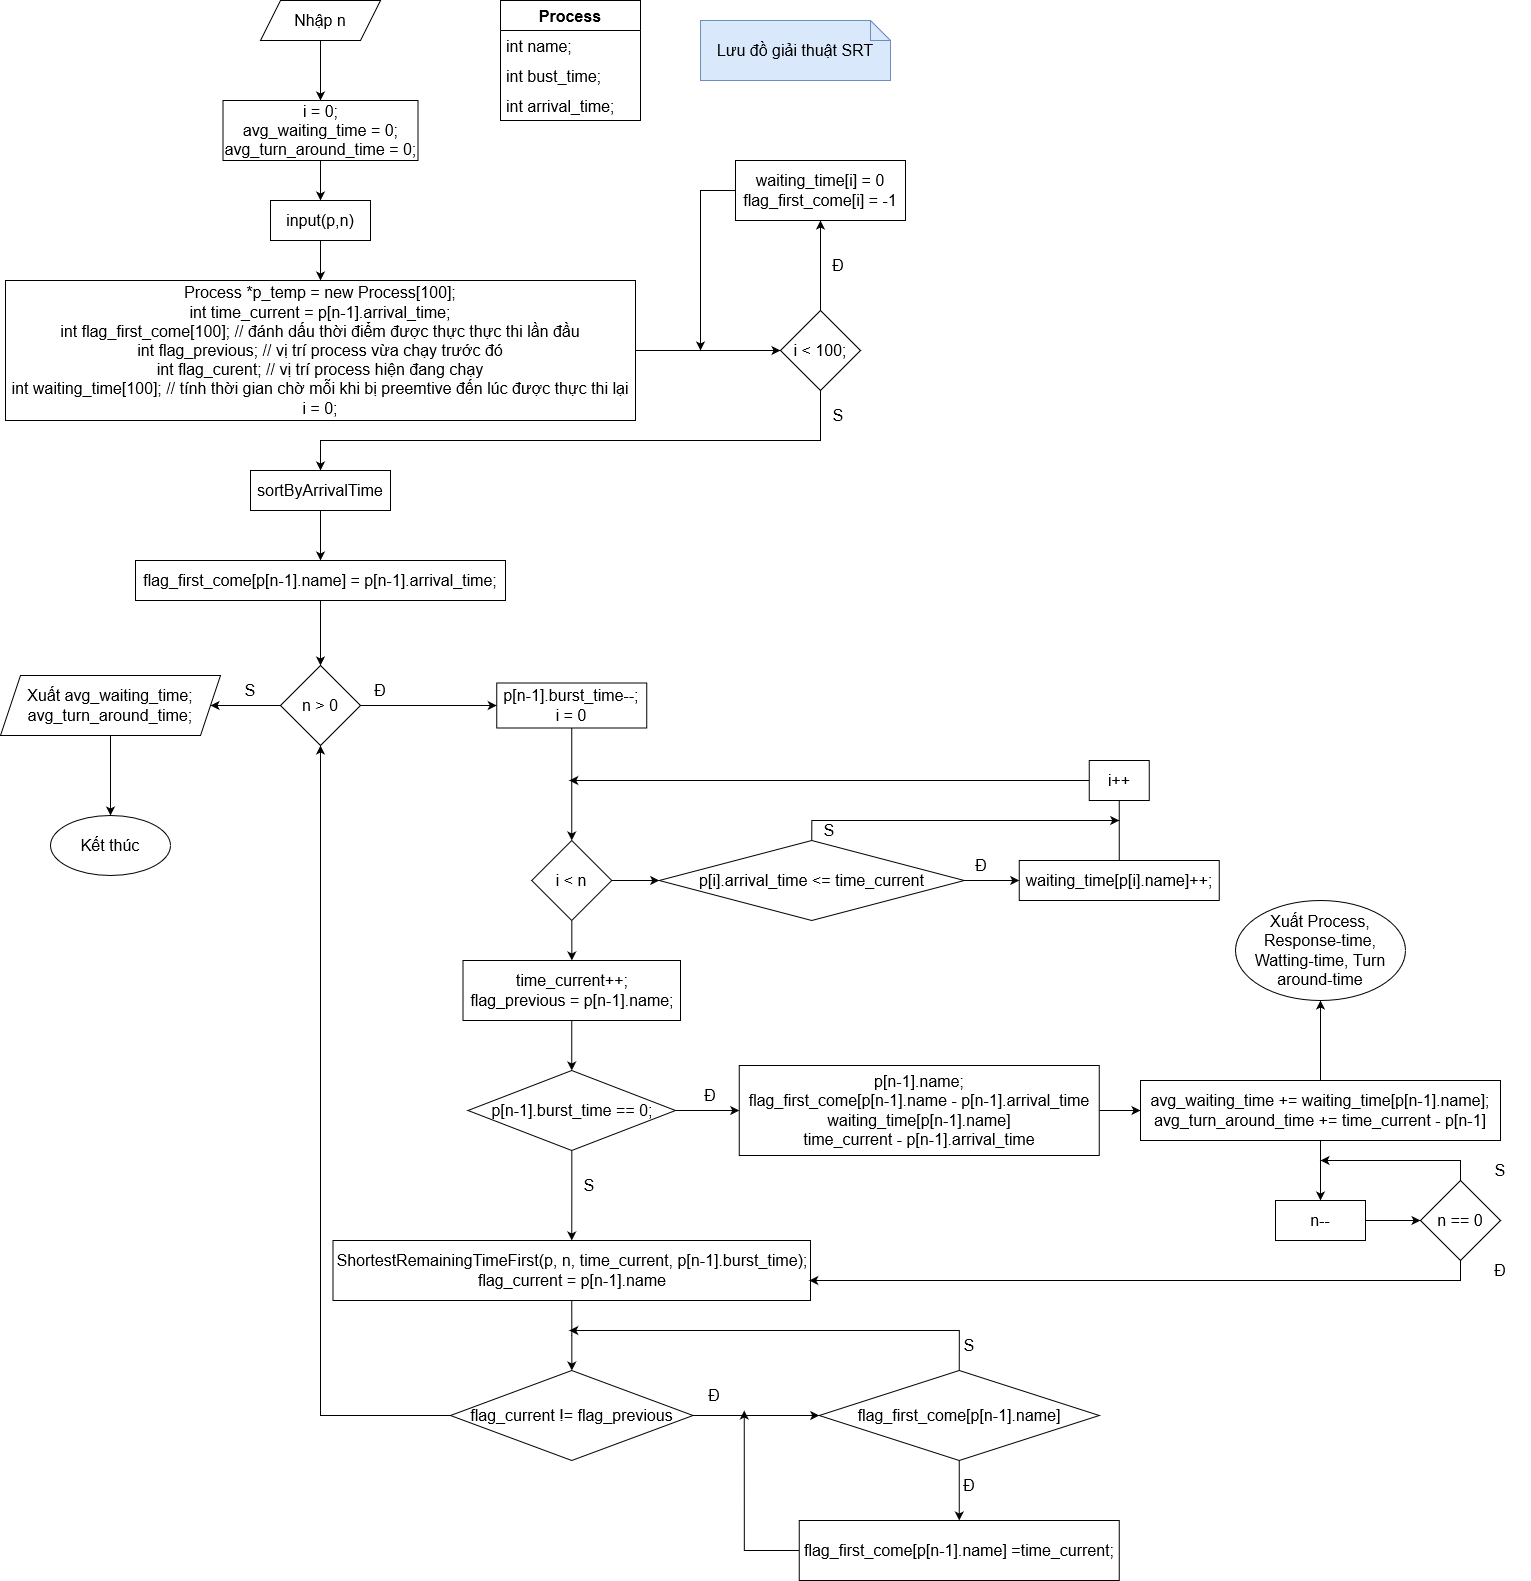 Nhập n
Process
int name;
int bust_time;
int arrival_time;
Lưu đồ giải thuật SRT
i = 0;
avg_waiting_time = 0;
avg_turn_around_time = 0;
input(p,n)
waiting_time[i] = 0
flag_first_come[i] = -1
Đ
Process *p_temp = new Process[100];
int time_current = p[n-1].arrival_time;
int flag_first_come[100]; // đánh dấu thời điểm được thực thực thi lần đầu
int flag_previous; // vị trí process vừa chạy trước đó
int flag_curent; // vị trí process hiện đang chạy
int waiting_time[100]; // tính thời gian chờ mỗi khi bị preemtive đến lúc được thực thi lại
i = 0;
i < 100;
S
sortByArrivalTime
flag_first_come[p[n-1].name] = p[n-1].arrival_time;
Xuất avg_waiting_time;
avg_turn_around_time;
S
n > 0
Đ
p[n-1].burst_time--;
i = 0
Kết thúc
i++
S
i < n
p[i].arrival_time <= time_current
Đ
waiting_time[p[i].name]++;
Xuất Process,
Response-time,
Watting-time, Turn
around-time
time_current++;
flag_previous = p[n-1].name;
p[n-1].burst_time == 0;
Đ
p[n-1].name;
flag_first_come[p[n-1].name - p[n-1].arrival_time
waiting_time[p[n-1].name]
time_current - p[n-1].arrival_time
avg_waiting_time += waiting_time[p[n-1].name];
avg_turn_around_time += time_current - p[n-1]
S
S
n--
n == 0
Đ
ShortestRemainingTimeFirst(p, n, time_current, p[n-1].burst_time);
flag_current = p[n-1].name
S
flag_current != flag_previous
Đ
flag_first_come[p[n-1].name]
Đ
flag_first_come[p[n-1].name] =time_current;